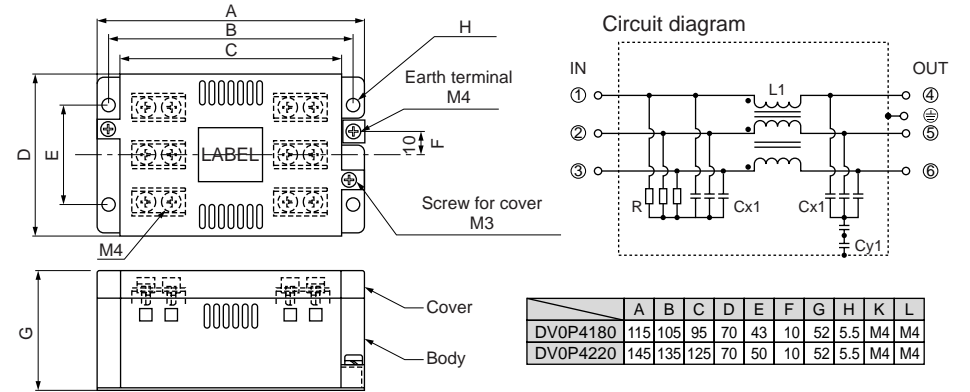 A
B
C
H
Earth terminal
M4
D
E
LABEL
10
F
Screw for cover
M3
M4
G
Cover
Body
Circuit diagram
IN
OUT
L1
① ④
② ⑤
③ ⑥
R
Cx1
Cx1
Cy1
A B C D E F G H K L
DV0P4180 115 105 95 70 43 10 52 5.5 M4 M4
DV0P4220 145 135 125 70 50 10 52 5.5 M4 M4